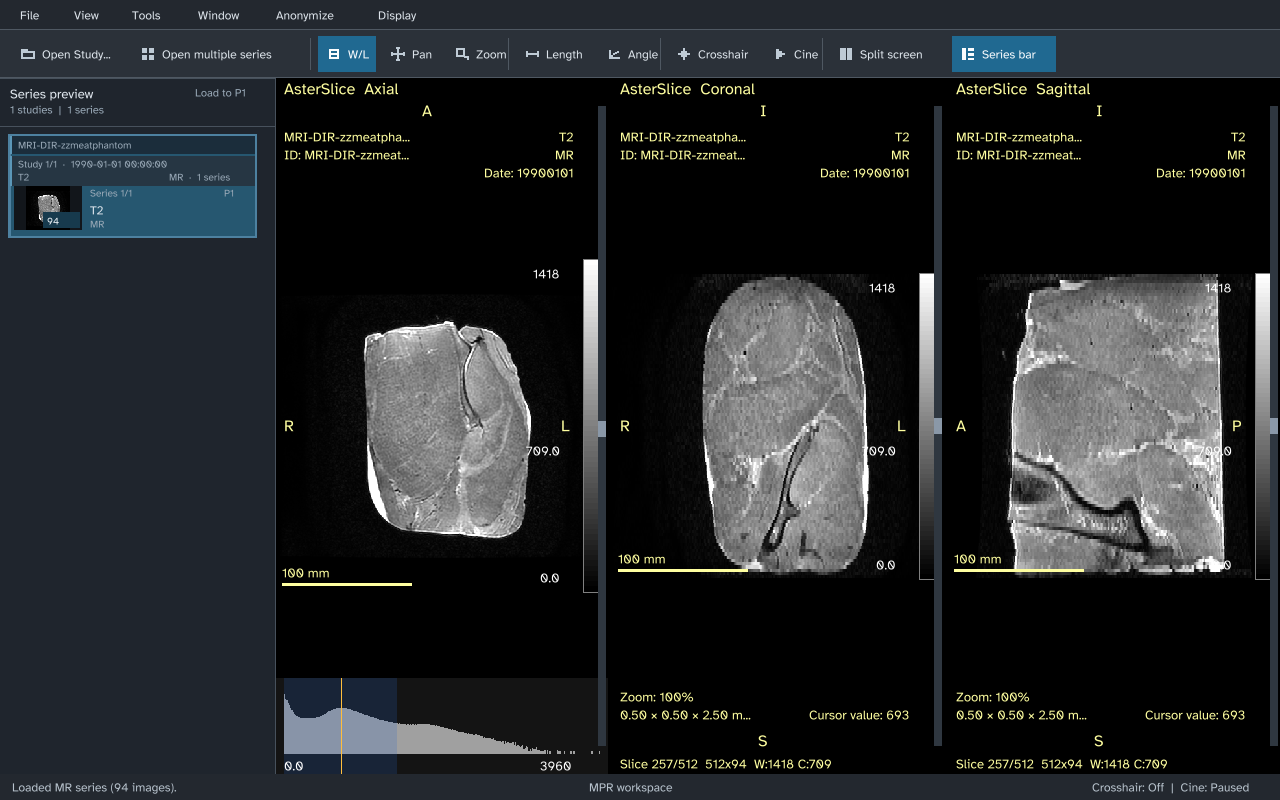 File View Tools Window Anonymize Display
Open Study... Open multiple series W/L Pan Zoom Length Angle Crosshair Cine Split screen Series bar
Series preview Load to P1
1 studies | 1 series
MRI-DIR-zzmeatphantom
Study 1/1 · 1990-01-01 00:00:00
T2 MR · 1 series
Series 1/1 P1
T2
MR
94
AsterSlice Axial
A
MRI-DIR-zzmeatpha... T2
ID: MRI-DIR-zzmeat... MR
Date: 19900101
1418
R L
709.0
100 mm
0.0
0.0 3960
AsterSlice Coronal
I
MRI-DIR-zzmeatpha... T2
ID: MRI-DIR-zzmeat... MR
Date: 19900101
1418
R L
709.0
100 mm
0.0
Zoom: 100%
0.50 × 0.50 × 2.50 m... Cursor value: 693
S
Slice 257/512 512x94 W:1418 C:709
AsterSlice Sagittal
I
MRI-DIR-zzmeatpha... T2
ID: MRI-DIR-zzmeat... MR
Date: 19900101
1418
A P
709.0
100 mm
Zoom: 100%
0.50 × 0.50 × 2.50 m... Cursor value: 693
S
Slice 257/512 512x94 W:1418 C:709
Loaded MR series (94 images). MPR workspace Crosshair: Off | Cine: Paused